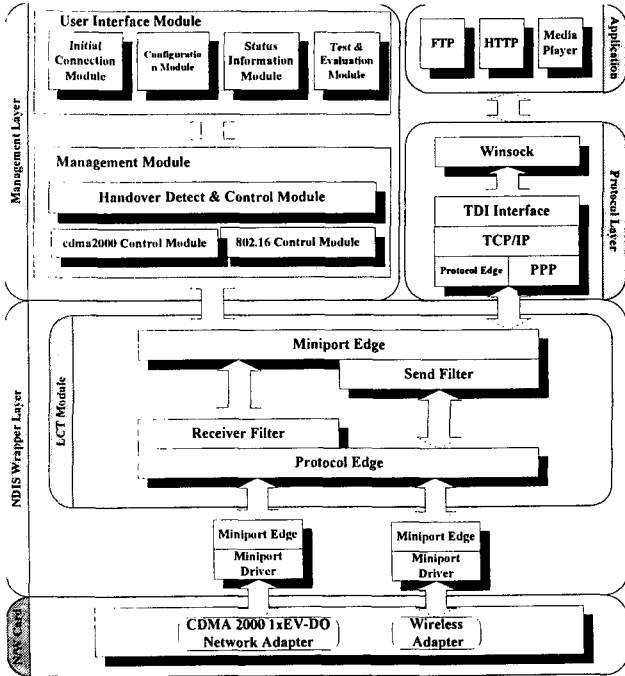 User Interface Module
Initial
Connection
Module
Configuratio
n Module
Status
Information
Module
Test &
Evaluation
Module
Management Module
Handover Detect & Control Module
cdma2000 Control Module
802.16 Control Module
Management Layer
FTP
HTTP
Media
Player
Application
Winsock
TDI Interface
TCP/IP
Protocol Edge
PPP
Protocol Layer
Miniport Edge
Send Filter
Receiver Filter
Protocol Edge
LCT Module
NDIS Wrapper Layer
Miniport Edge
Miniport
Driver
Miniport Edge
Miniport
Driver
CDMA 2000 1xEV-DO
Network Adapter
Wireless
Adapter
N/W Card